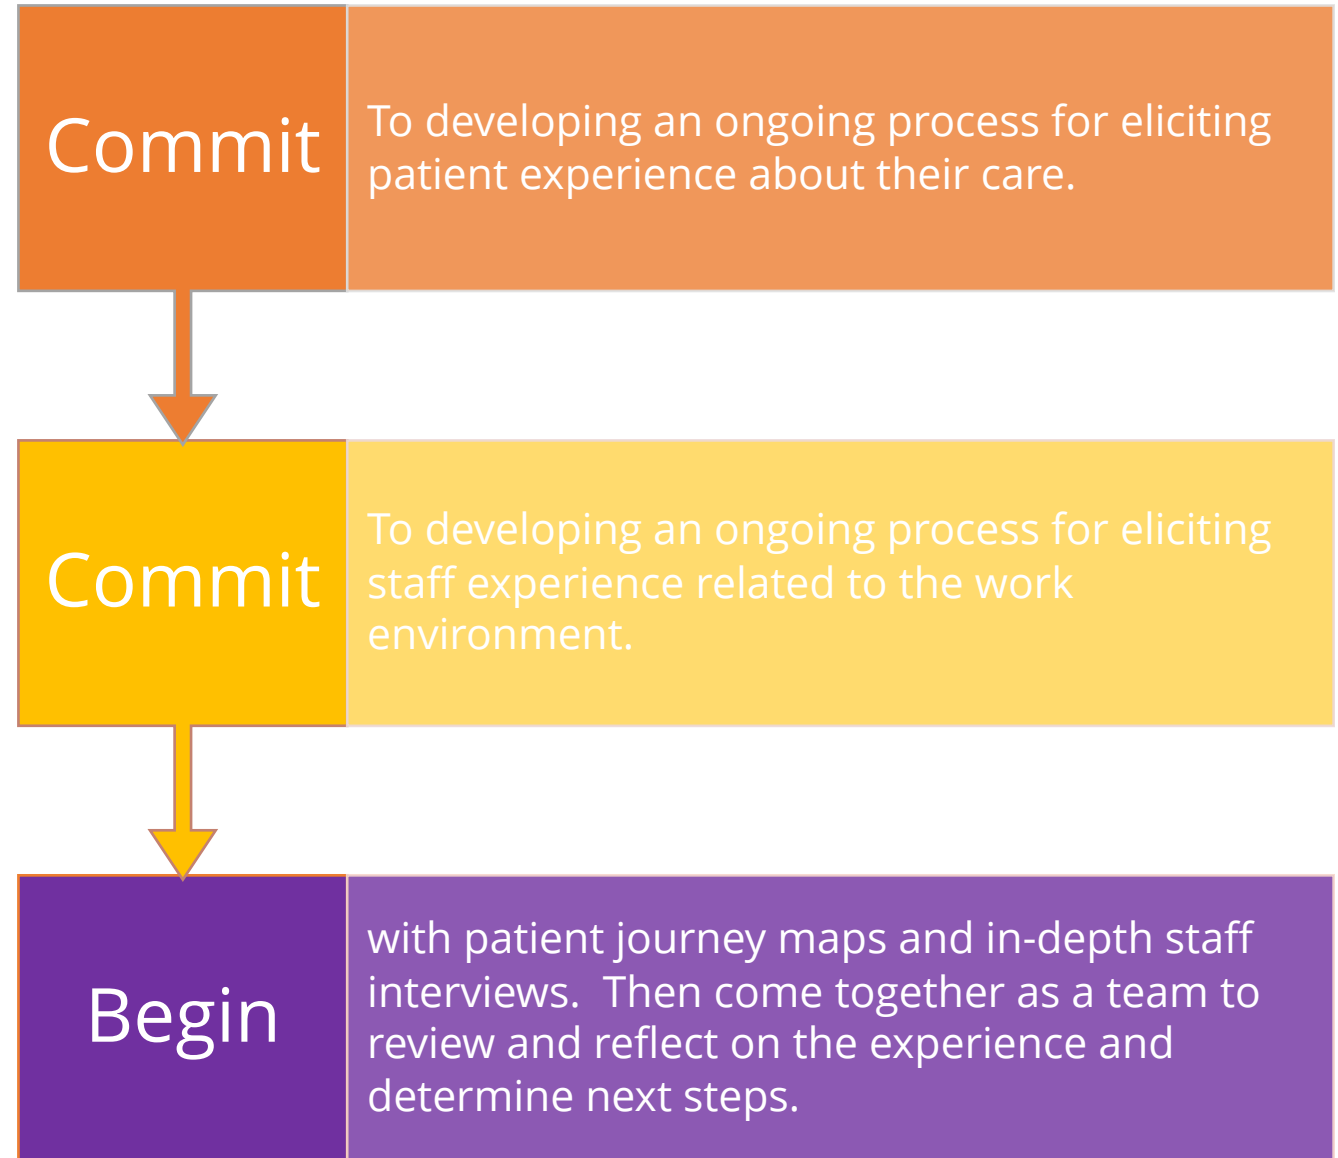 Commit
To developing an ongoing process for eliciting
patient experience about their care.
Commit
To developing an ongoing process for eliciting
staff experience related to the work
environment.
Begin
with patient journey maps and in-depth staff
interviews.  Then come together as a team to
review and reflect on the experience and
determine next steps.